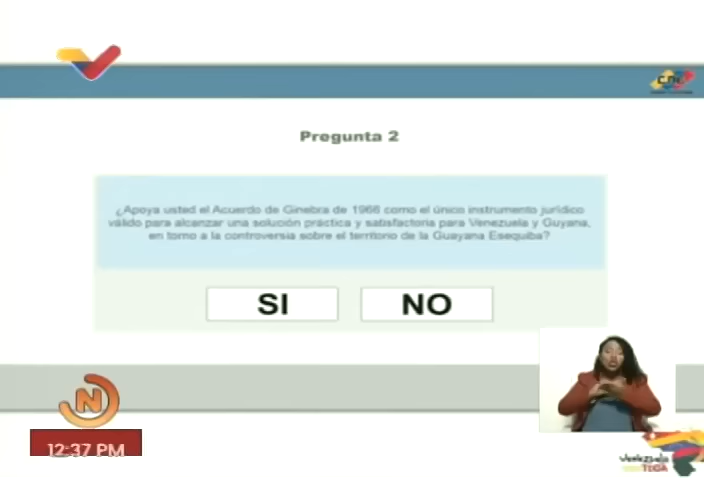 CNE
Pregunta 2
¿Apoya usted el Acuerdo de Ginebra de 1966 como el único instrumento jurídico
válido para alcanzar una solución práctica y satisfactoria para Venezuela y Guyana,
en torno a la controversia sobre el territorio de la Guayana Esequiba?
SI NO
N
12:37 PM
Venezuela
TODA